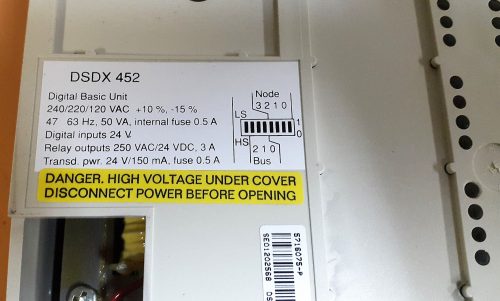 DSDX 452
Digital Basic Unit
240/220/120 VAC +10 %, -15 %
47 63 Hz, 50 VA, internal fuse 0.5 A
Digital inputs 24 V
Relay outputs 250 VAC/24 VDC, 3 A
Transd. pwr. 24 V/150 mA, fuse 0.5 A
Node
3 2 1 0
LS
1
0
HS
2 1 0
Bus
DANGER. HIGH VOLTAGE UNDER COVER
DISCONNECT POWER BEFORE OPENING
5716075-P
SED1202568 DS